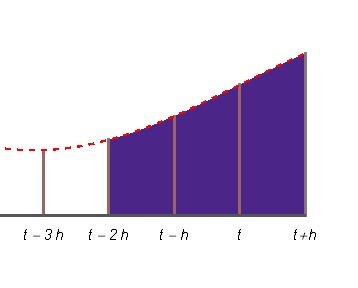 t – 3 h t – 2 h t – h t t + h